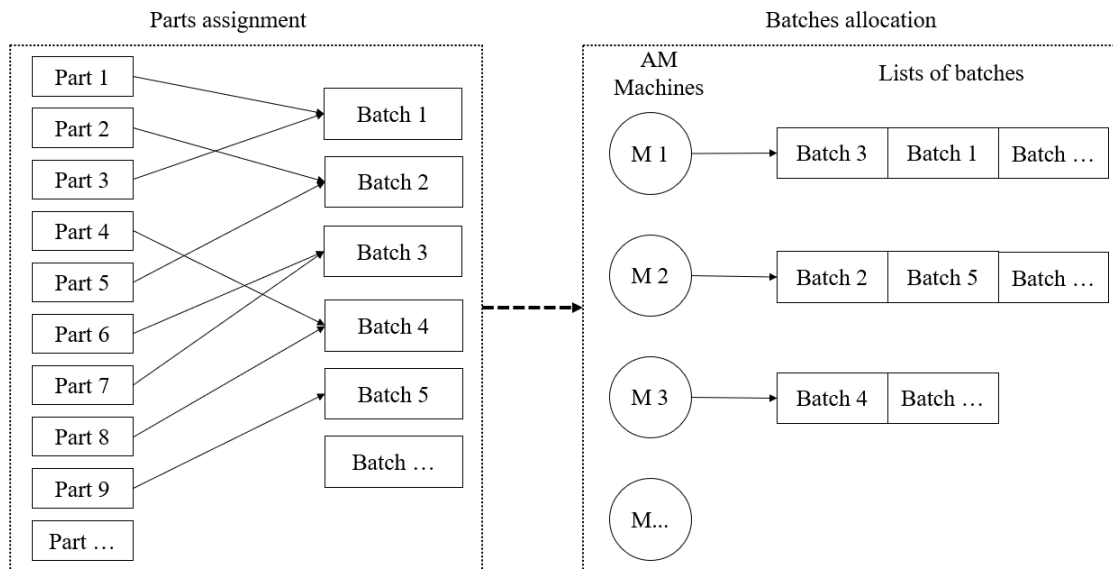 Parts assignment
Part 1
Part 2
Part 3
Part 4
Part 5
Part 6
Part 7
Part 8
Part 9
Part …
Batch 1
Batch 2
Batch 3
Batch 4
Batch 5
Batch …
Batches allocation
AM
Machines
Lists of batches
M 1
Batch 3
Batch 1
Batch …
M 2
Batch 2
Batch 5
Batch …
M 3
Batch 4
Batch …
M...